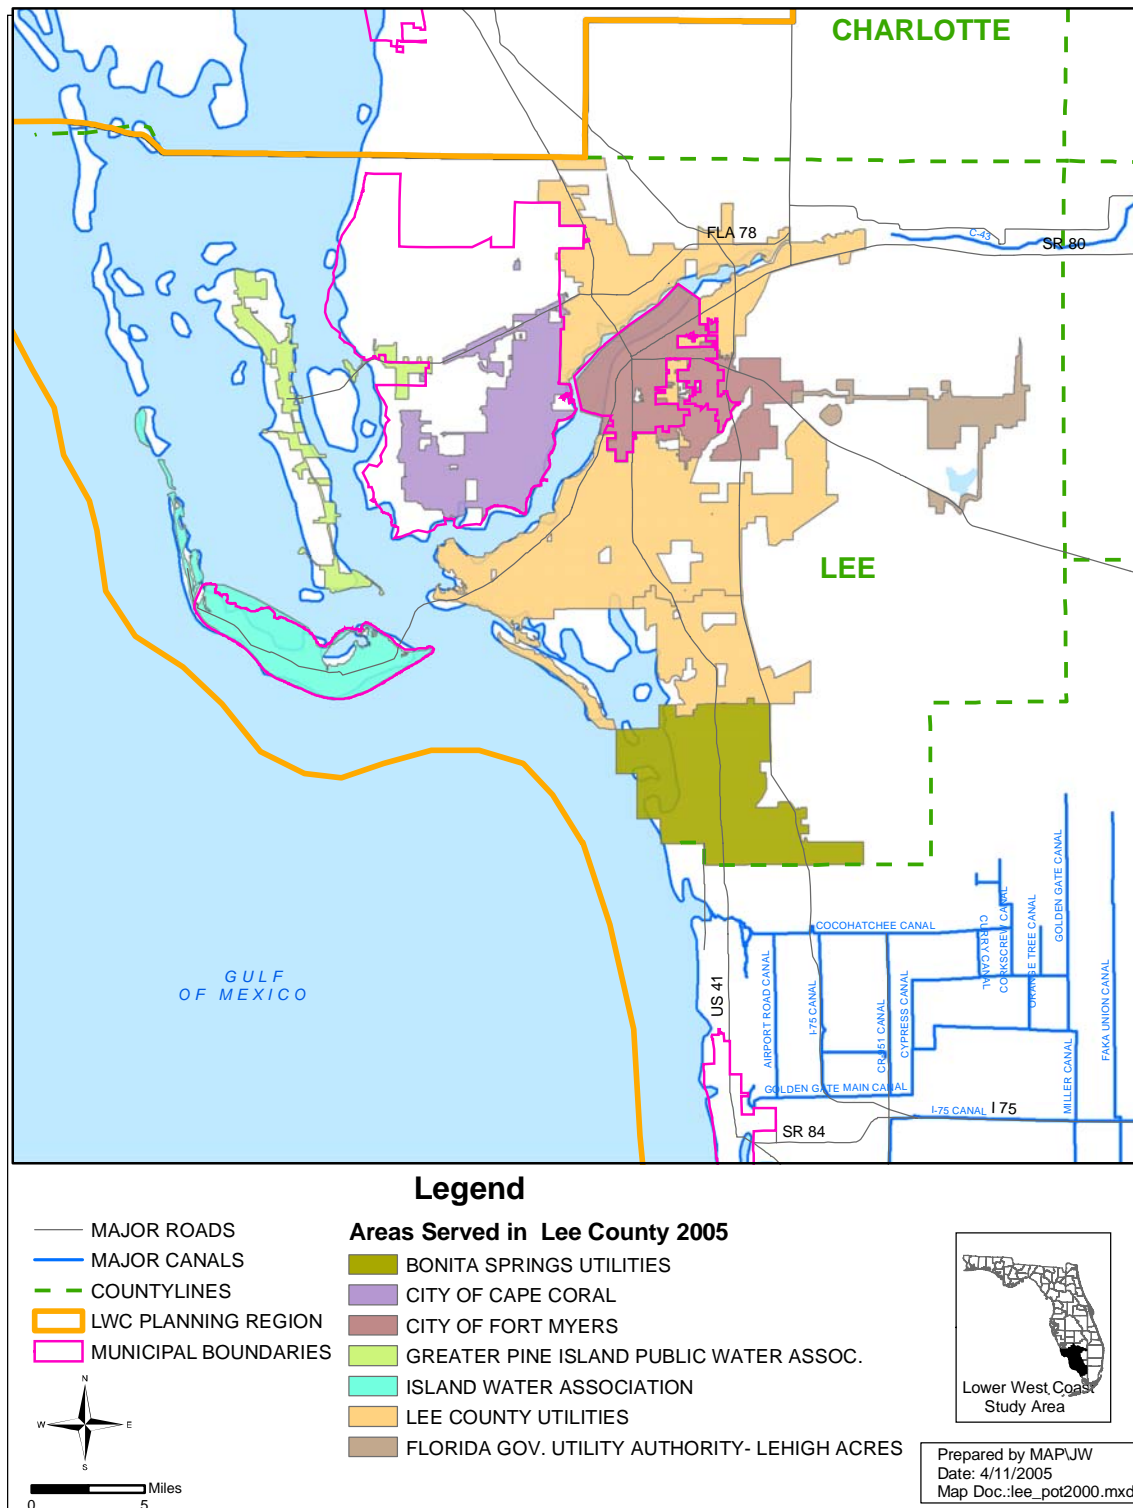 CHARLOTTE
FLA 78
C-43
SR 80
LEE
GULF
OF MEXICO
US 41
COCOHATCHEE CANAL
AIRPORT ROAD CANAL
I-75 CANAL
CR 951 CANAL
CYPRESS CANAL
CURRY CANAL
CORKSCREW CANAL
ORANGE TREE CANAL
GOLDEN GATE CANAL
FAKA UNION CANAL
MILLER CANAL
GOLDEN GATE MAIN CANAL
I-75 CANAL
I 75
SR 84
Legend
MAJOR ROADS
MAJOR CANALS
COUNTYLINES
LWC PLANNING REGION
MUNICIPAL BOUNDARIES
Areas Served in Lee County 2005
BONITA SPRINGS UTILITIES
CITY OF CAPE CORAL
CITY OF FORT MYERS
GREATER PINE ISLAND PUBLIC WATER ASSOC.
ISLAND WATER ASSOCIATION
LEE COUNTY UTILITIES
FLORIDA GOV. UTILITY AUTHORITY- LEHIGH ACRES
N
W
E
S
Miles
0
5
Lower West Coast
Study Area
Prepared by MAP\JW
Date: 4/11/2005
Map Doc.:lee_pot2000.mxd